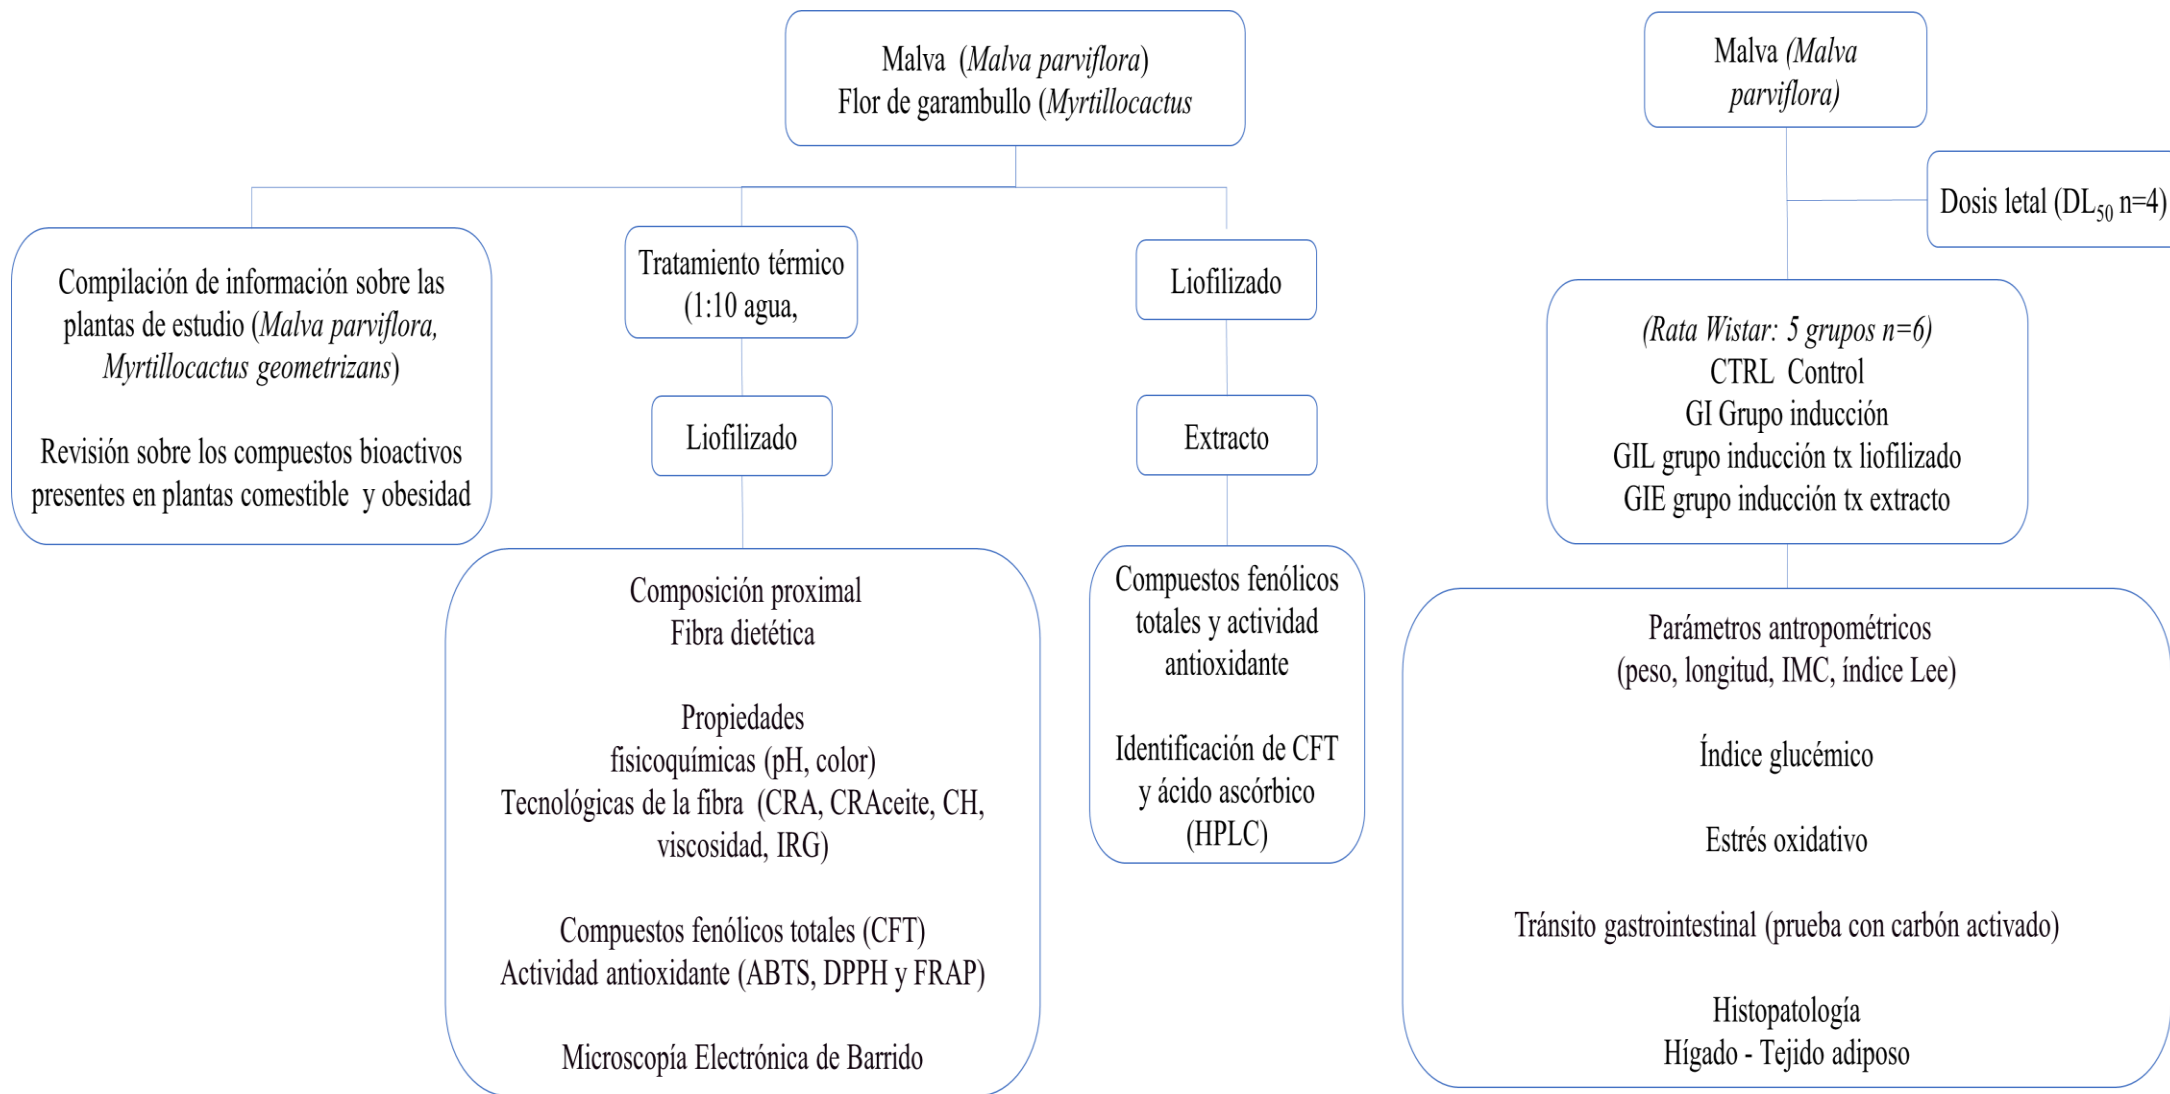 Malva (Malva parviflora)
Flor de garambullo (Myrtillocactus
Compilación de información sobre las
plantas de estudio (Malva parviflora,
Myrtillocactus geometrizans)
Revisión sobre los compuestos bioactivos
presentes en plantas comestible y obesidad
Tratamiento térmico
(1:10 agua,
Liofilizado
Composición proximal
Fibra dietética
Propiedades
fisicoquímicas (pH, color)
Tecnológicas de la fibra (CRA, CRAceite, CH,
viscosidad, IRG)
Compuestos fenólicos totales (CFT)
Actividad antioxidante (ABTS, DPPH y FRAP)
Microscopía Electrónica de Barrido
Liofilizado
Extracto
Compuestos fenólicos
totales y actividad
antioxidante
Identificación de CFT
y ácido ascórbico
(HPLC)
Malva (Malva
parviflora)
Dosis letal (DL50 n=4)
(Rata Wistar: 5 grupos n=6)
CTRL Control
GI Grupo inducción
GIL grupo inducción tx liofilizado
GIE grupo inducción tx extracto
Parámetros antropométricos
(peso, longitud, IMC, índice Lee)
Índice glucémico
Estrés oxidativo
Tránsito gastrointestinal (prueba con carbón activado)
Histopatología
Hígado - Tejido adiposo